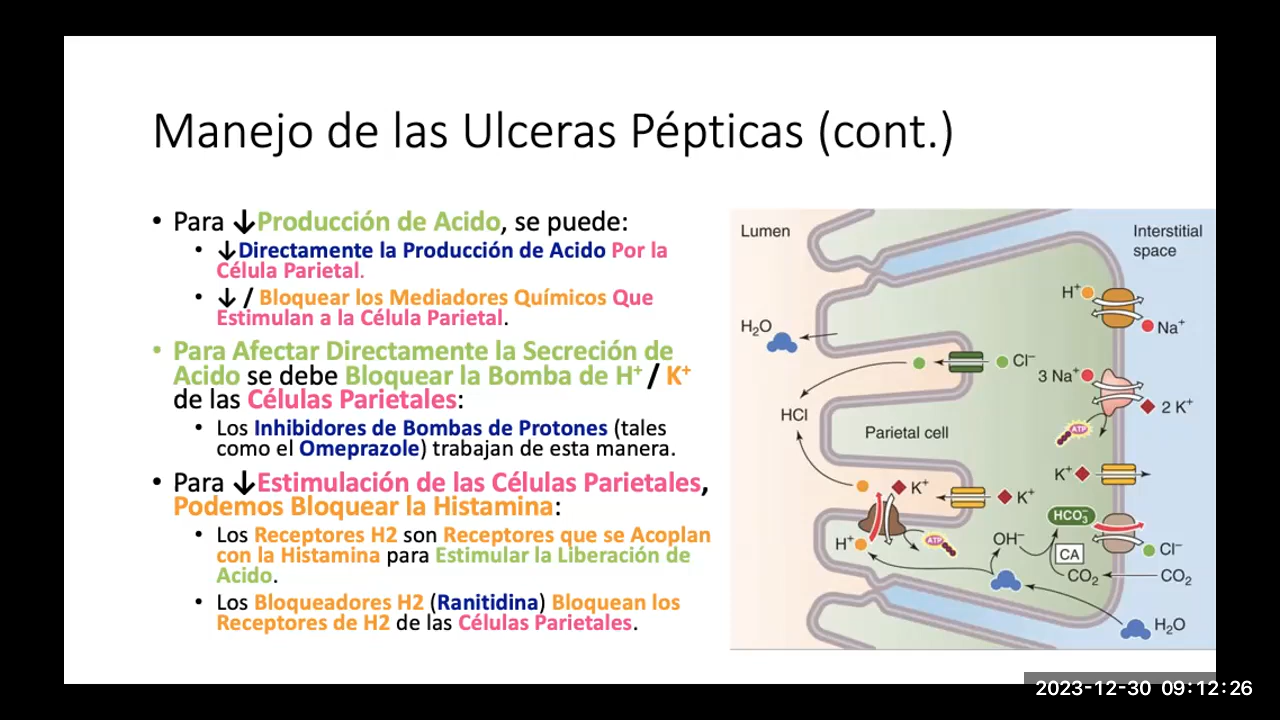 Manejo de las Ulceras Pépticas (cont.)
• Para ↓Producción de Acido, se puede:
• ↓Directamente la Producción de Acido Por la
Célula Parietal.
• ↓ / Bloquear los Mediadores Químicos Que
Estimulan a la Célula Parietal.
• Para Afectar Directamente la Secreción de
Acido se debe Bloquear la Bomba de H⁺ / K⁺
de las Células Parietales:
• Los Inhibidores de Bombas de Protones (tales
como el Omeprazole) trabajan de esta manera.
• Para ↓Estimulación de las Células Parietales,
Podemos Bloquear la Histamina:
• Los Receptores H2 son Receptores que se Acoplan
con la Histamina para Estimular la Liberación de
Acido.
• Los Bloqueadores H2 (Ranitidina) Bloquean los
Receptores de H2 de las Células Parietales.
Lumen
Interstitial
space
H⁺
Na⁺
H₂O
Cl⁻
3 Na⁺
2 K⁺
ATP
HCl
Parietal cell
K⁺
K⁺
K⁺
HCO₃⁻
H⁺
ATP
OH⁻
CA
Cl⁻
CO₂
CO₂
H₂O
2023-12-30 09:12:26